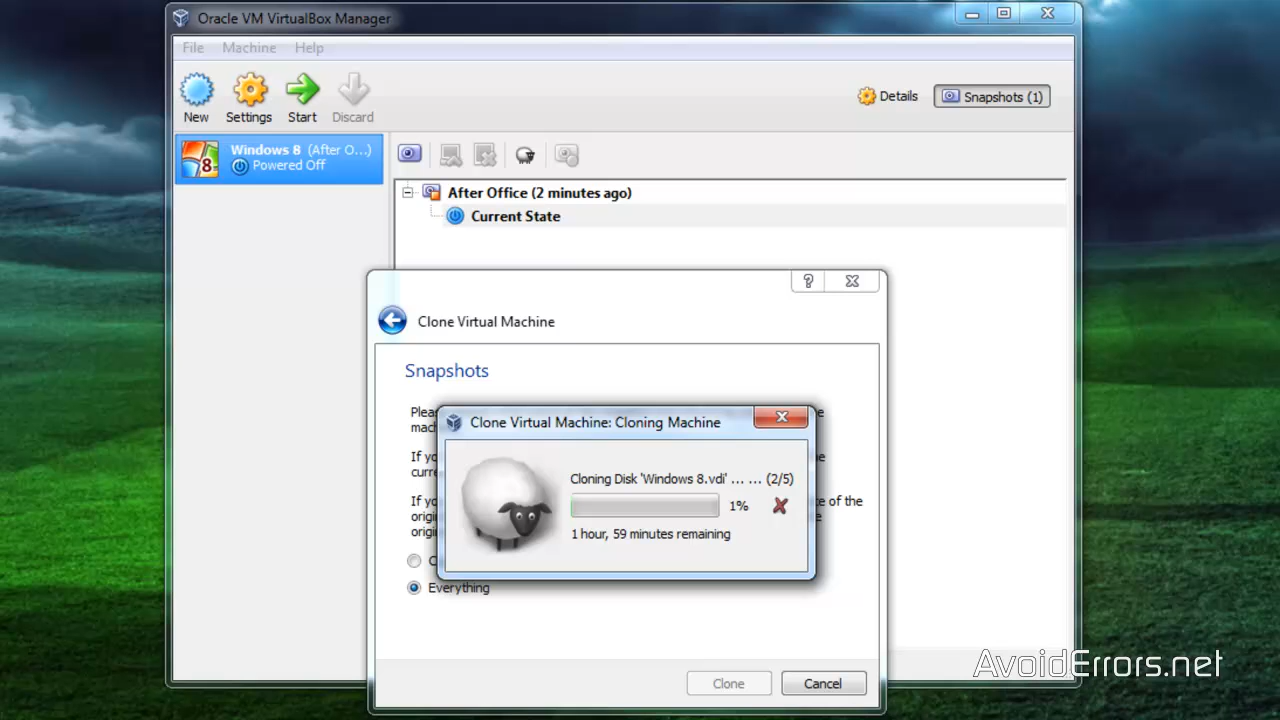 Oracle VM VirtualBox Manager
File Machine Help
New Settings Start Discard
Details Snapshots (1)
Windows 8 (After O...)
Powered Off
After Office (2 minutes ago)
Current State
?
Clone Virtual Machine
Snapshots
Clone Virtual Machine: Cloning Machine
Cloning Disk 'Windows 8.vdi' ... ... (2/5)
1%
1 hour, 59 minutes remaining
of the
Everything
Clone Cancel
AvoidErrors.net